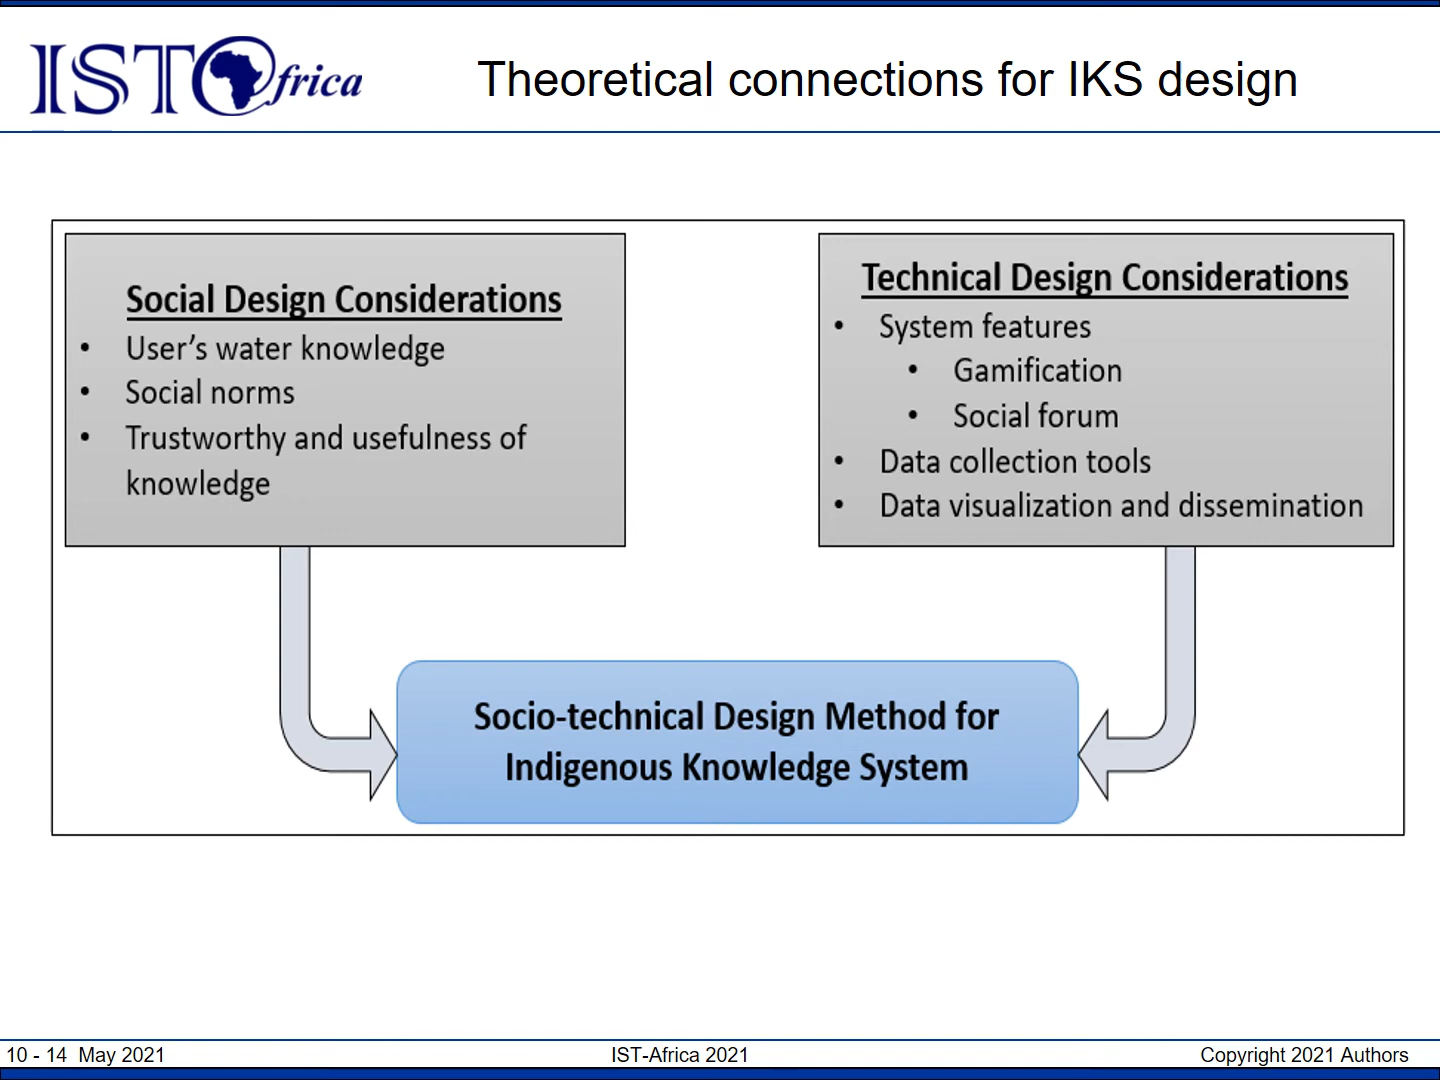 IST Africa
Theoretical connections for IKS design
Social Design Considerations
• User’s water knowledge
• Social norms
• Trustworthy and usefulness of
knowledge
Technical Design Considerations
• System features
• Gamification
• Social forum
• Data collection tools
• Data visualization and dissemination
Socio-technical Design Method for
Indigenous Knowledge System
10 - 14 May 2021
IST-Africa 2021
Copyright 2021 Authors